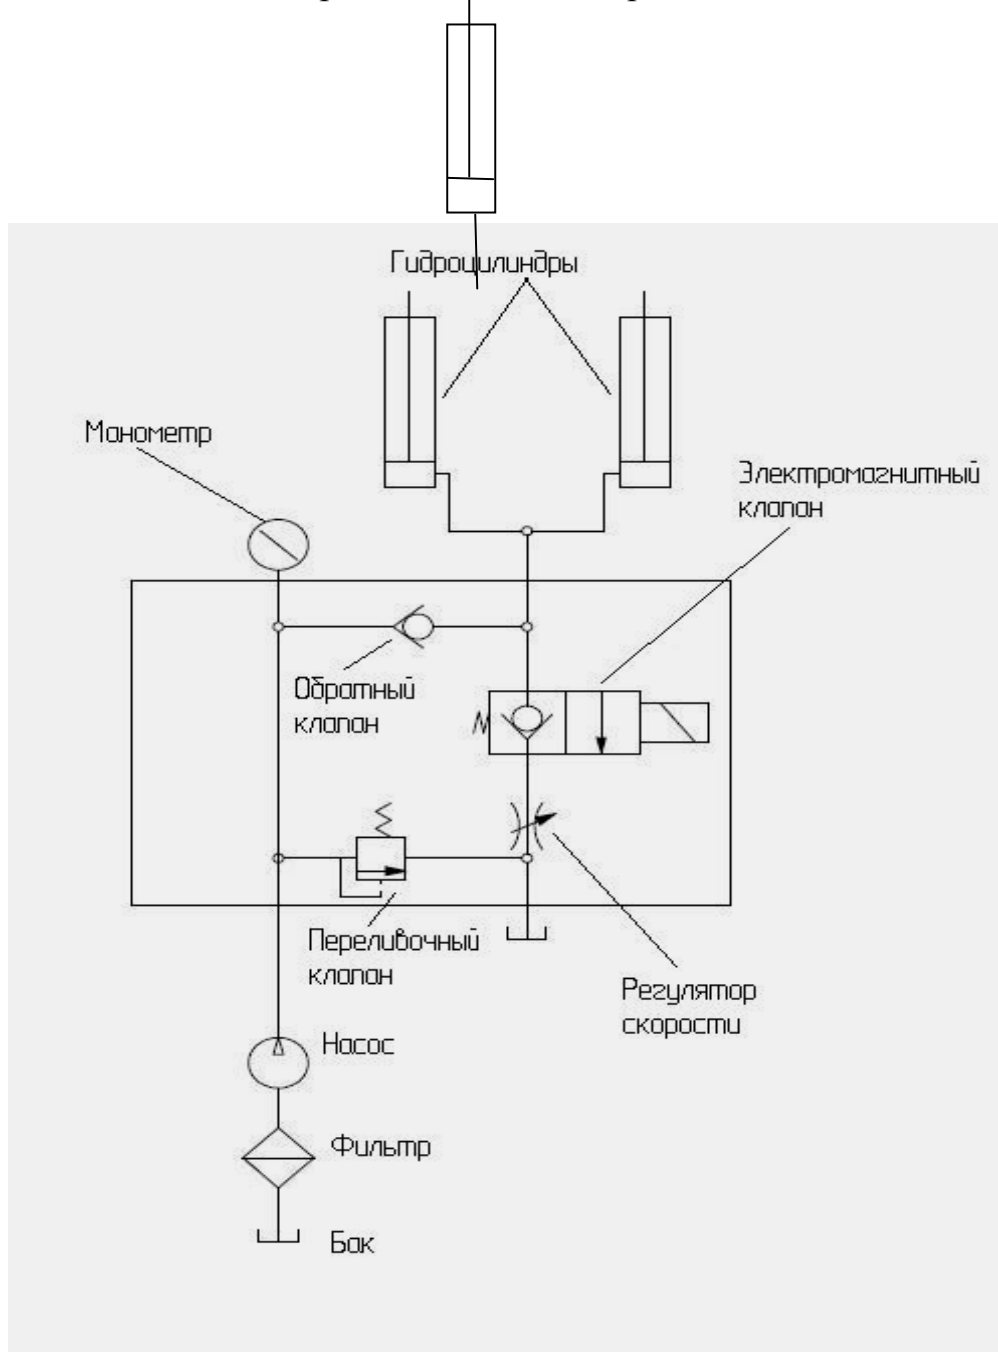 Гидроцилиндры
Манометр
Электромагнитный
клапан
Обратный
клапан
Переливочный
клапан
Регулятор
скорости
Насос
Фильтр
Бак